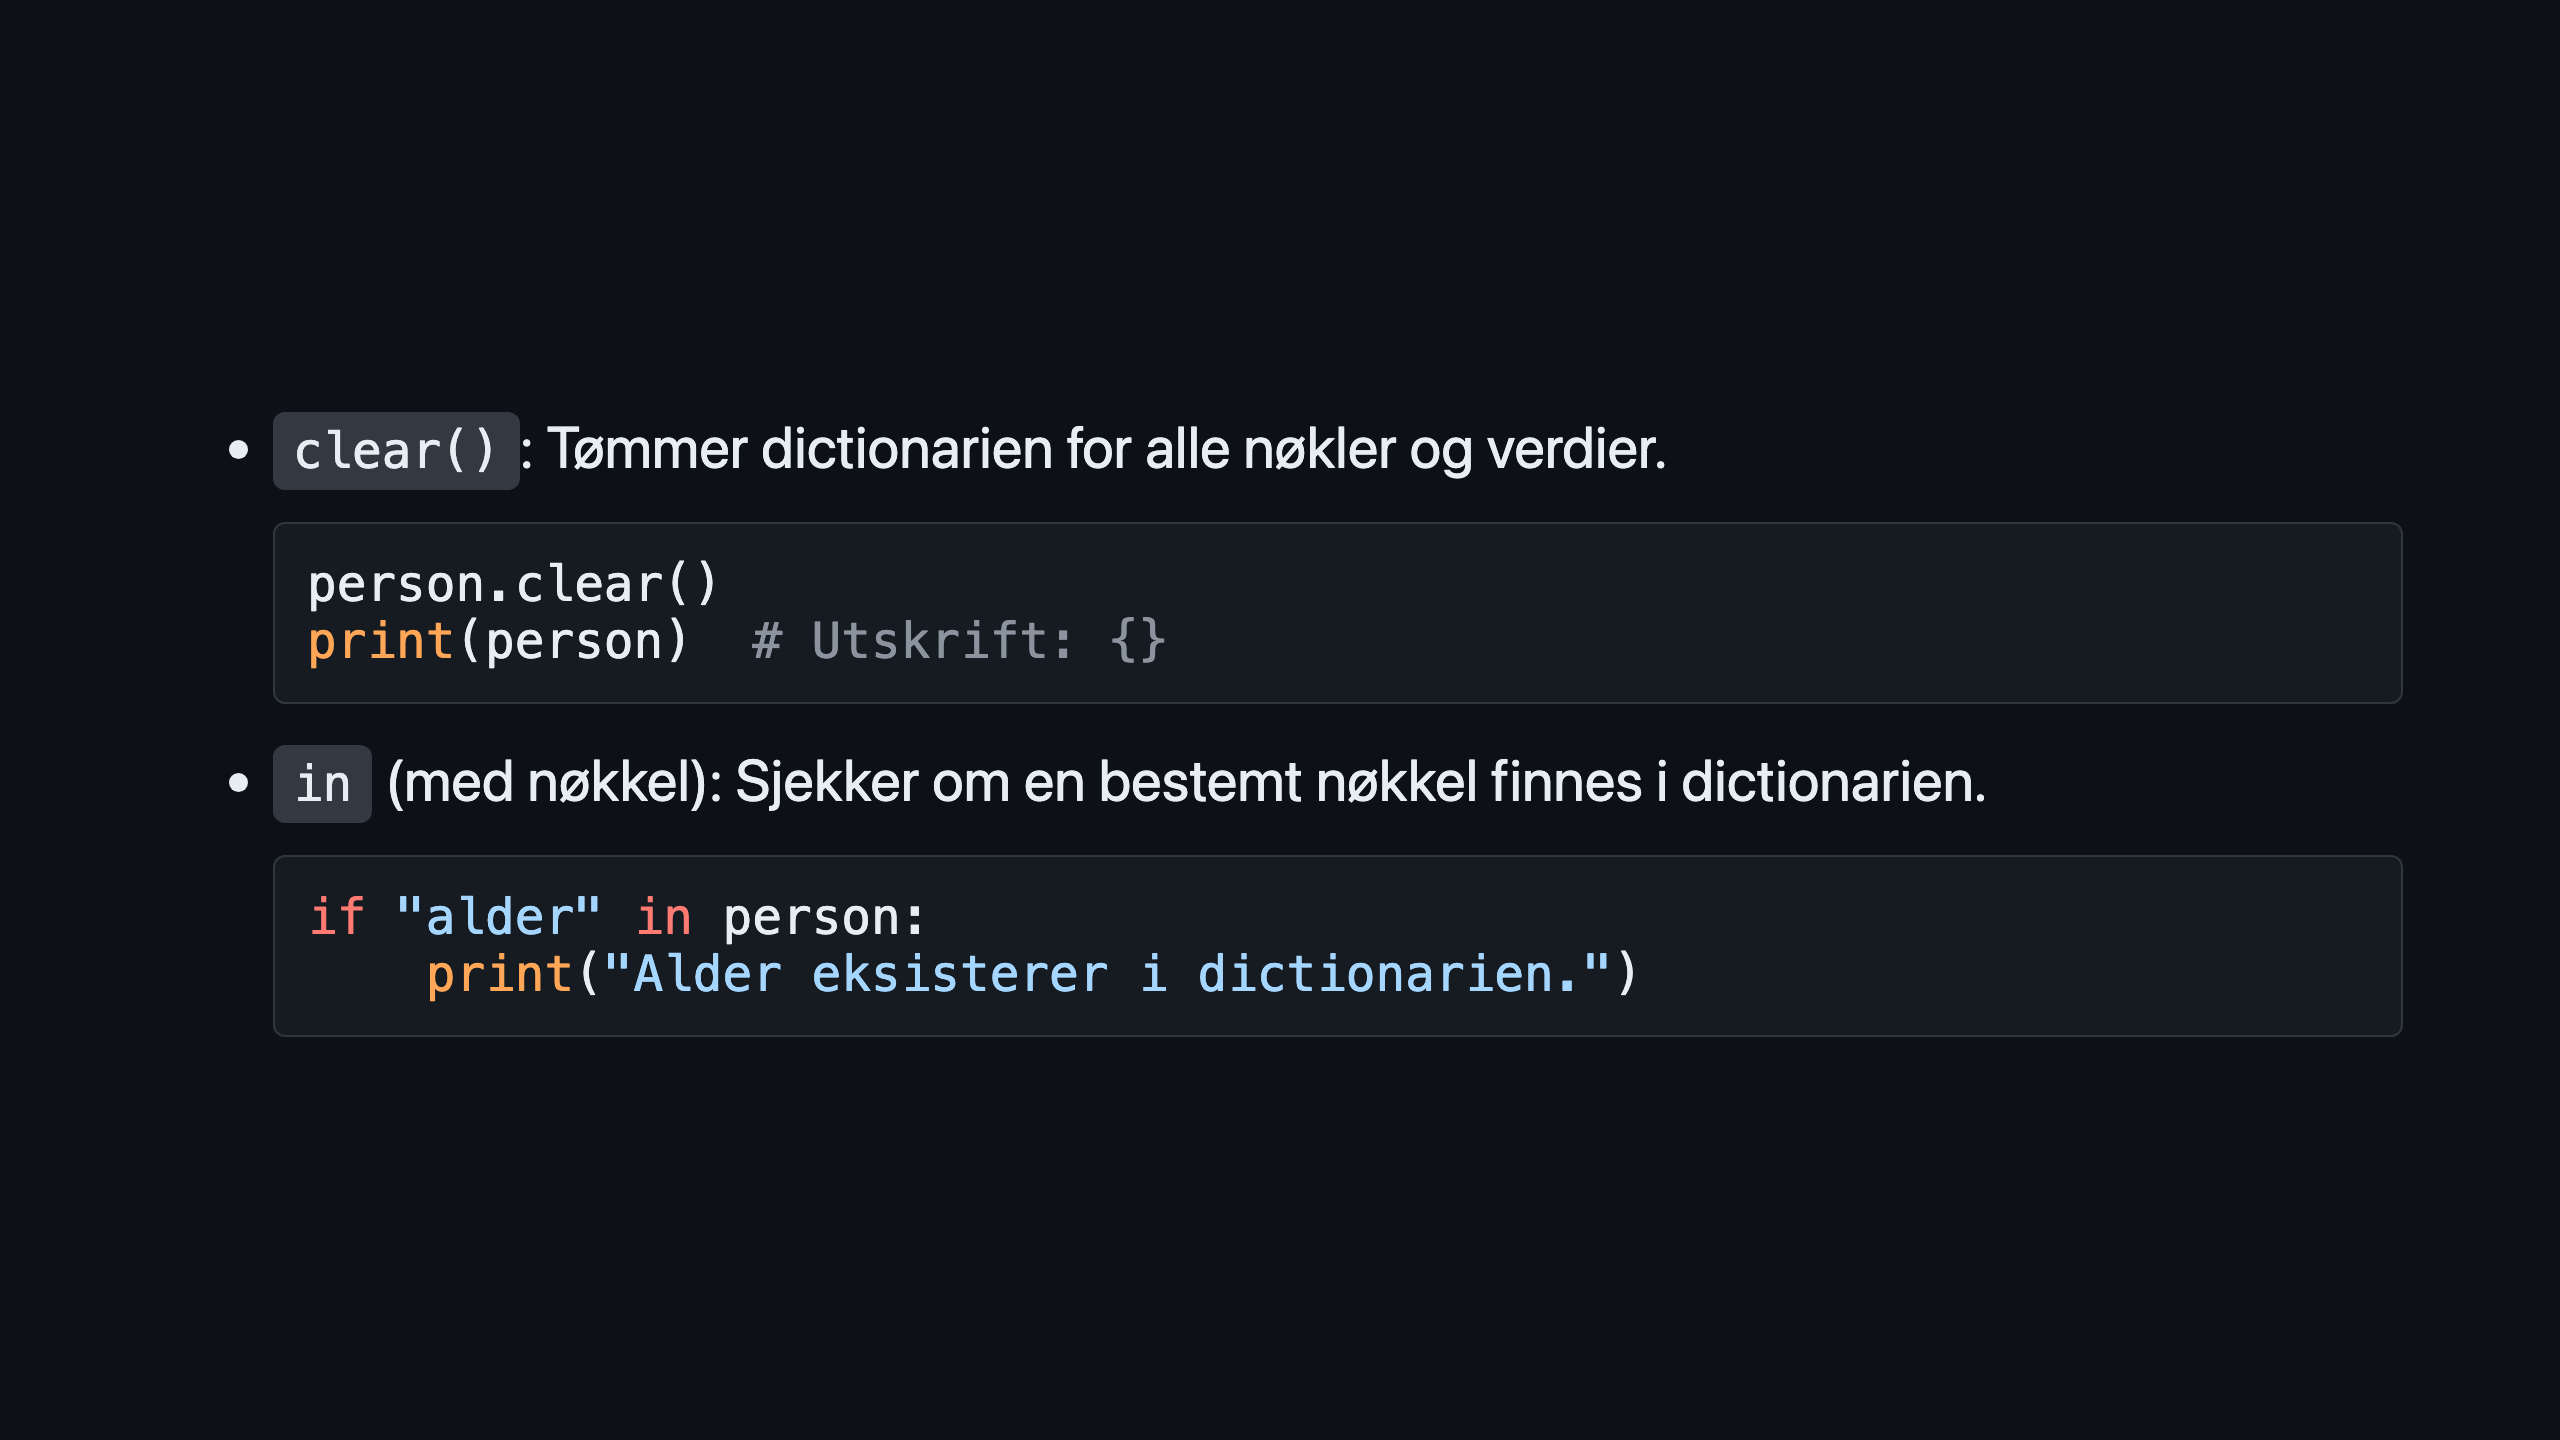 • clear(): Tømmer dictionarien for alle nøkler og verdier.
person.clear()
print(person)  # Utskrift: {}
• in (med nøkkel): Sjekker om en bestemt nøkkel finnes i dictionarien.
if "alder" in person:
    print("Alder eksisterer i dictionarien.")